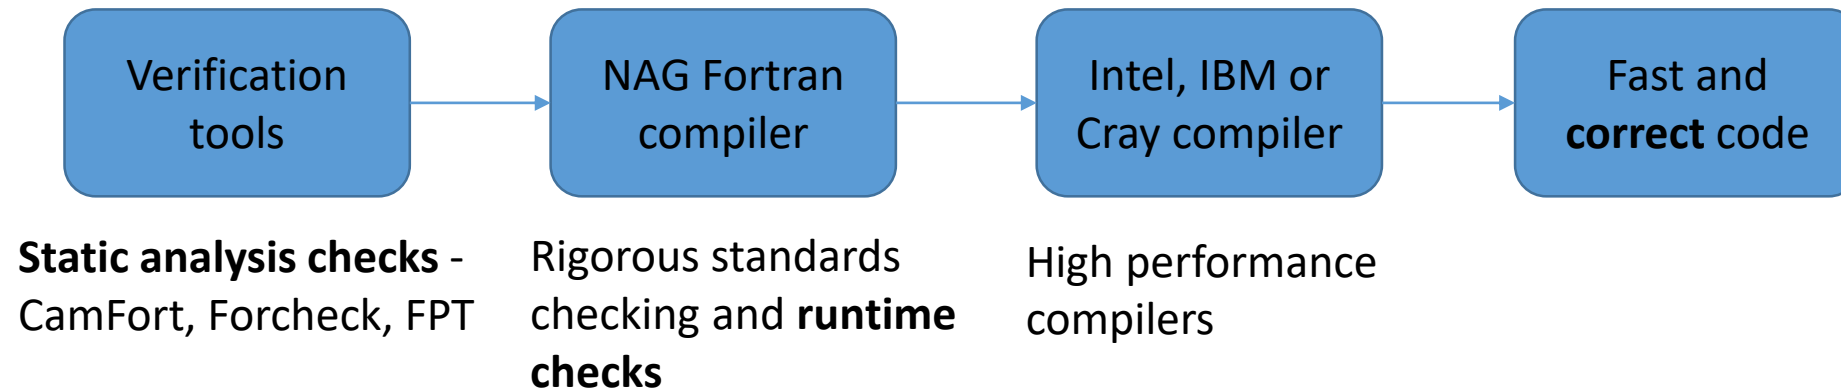 Verification
tools
NAG Fortran
compiler
Intel, IBM or
Cray compiler
Fast and
correct code
Static analysis checks -
CamFort, Forcheck, FPT
Rigorous standards
checking and runtime
checks
High performance
compilers